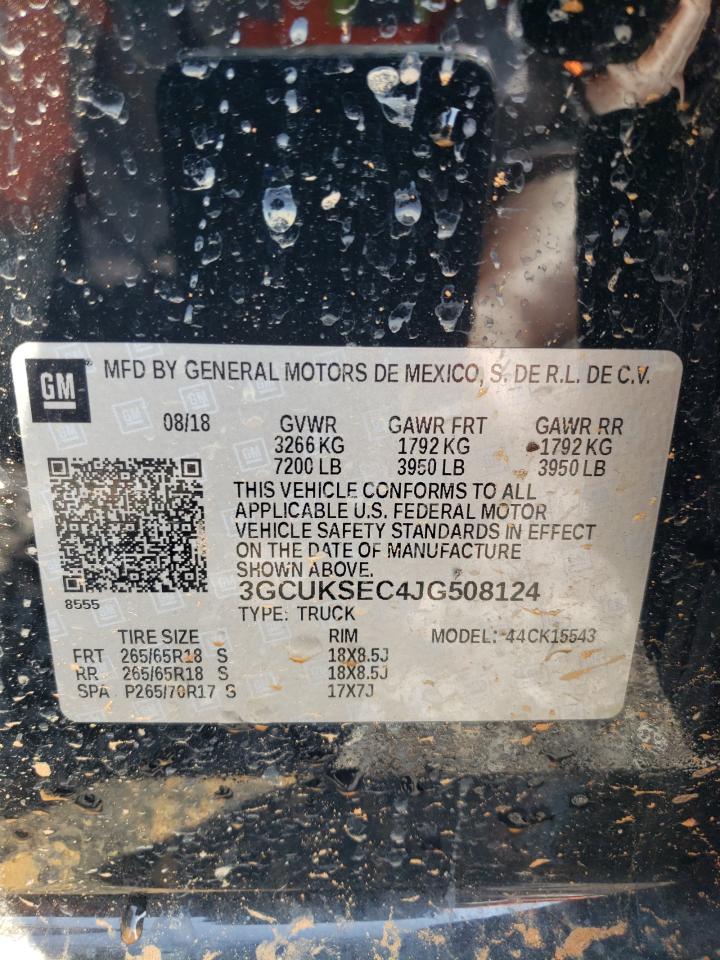 GM
MFD BY GENERAL MOTORS DE MEXICO, S. DE R.L. DE C.V.
08/18 GVWR GAWR FRT GAWR RR
3266 KG 1792 KG 1792 KG
7200 LB 3950 LB 3950 LB
THIS VEHICLE CONFORMS TO ALL
APPLICABLE U.S. FEDERAL MOTOR
VEHICLE SAFETY STANDARDS IN EFFECT
ON THE DATE OF MANUFACTURE
SHOWN ABOVE.
3GCUKSEC4JG508124
8555
TYPE: TRUCK
TIRE SIZE RIM MODEL: 44CK15543
FRT 265/65R18 S 18X8.5J
RR 265/65R18 S 18X8.5J
SPA P265/70R17 S 17X7J